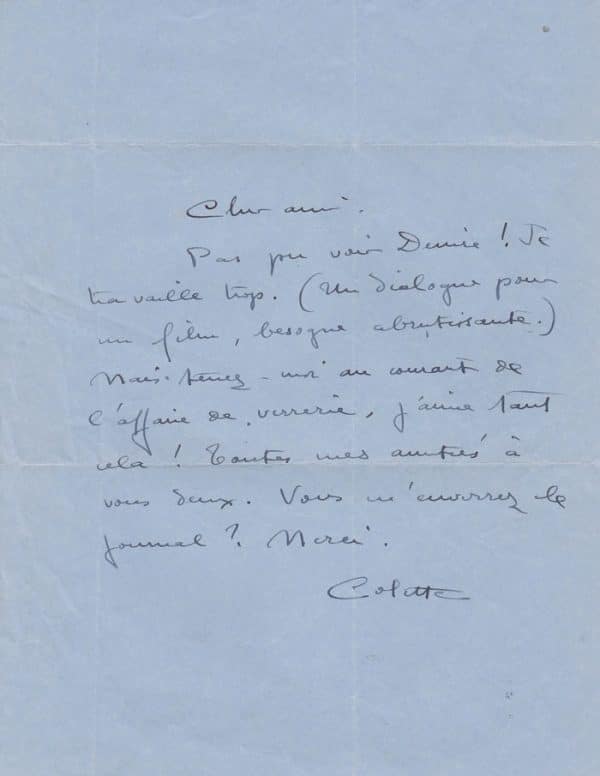 Cher ami.
Pas pu voir Denise ! Je
travaille trop. (Un dialogue pour
un film, besogne abrutissante.)
Mais tenez-moi au courant de
l'affaire de verrerie, j'aime tant
cela ! Toutes mes amitiés à
vous deux. Vous m'enverrez le
journal ? Merci.
Colette